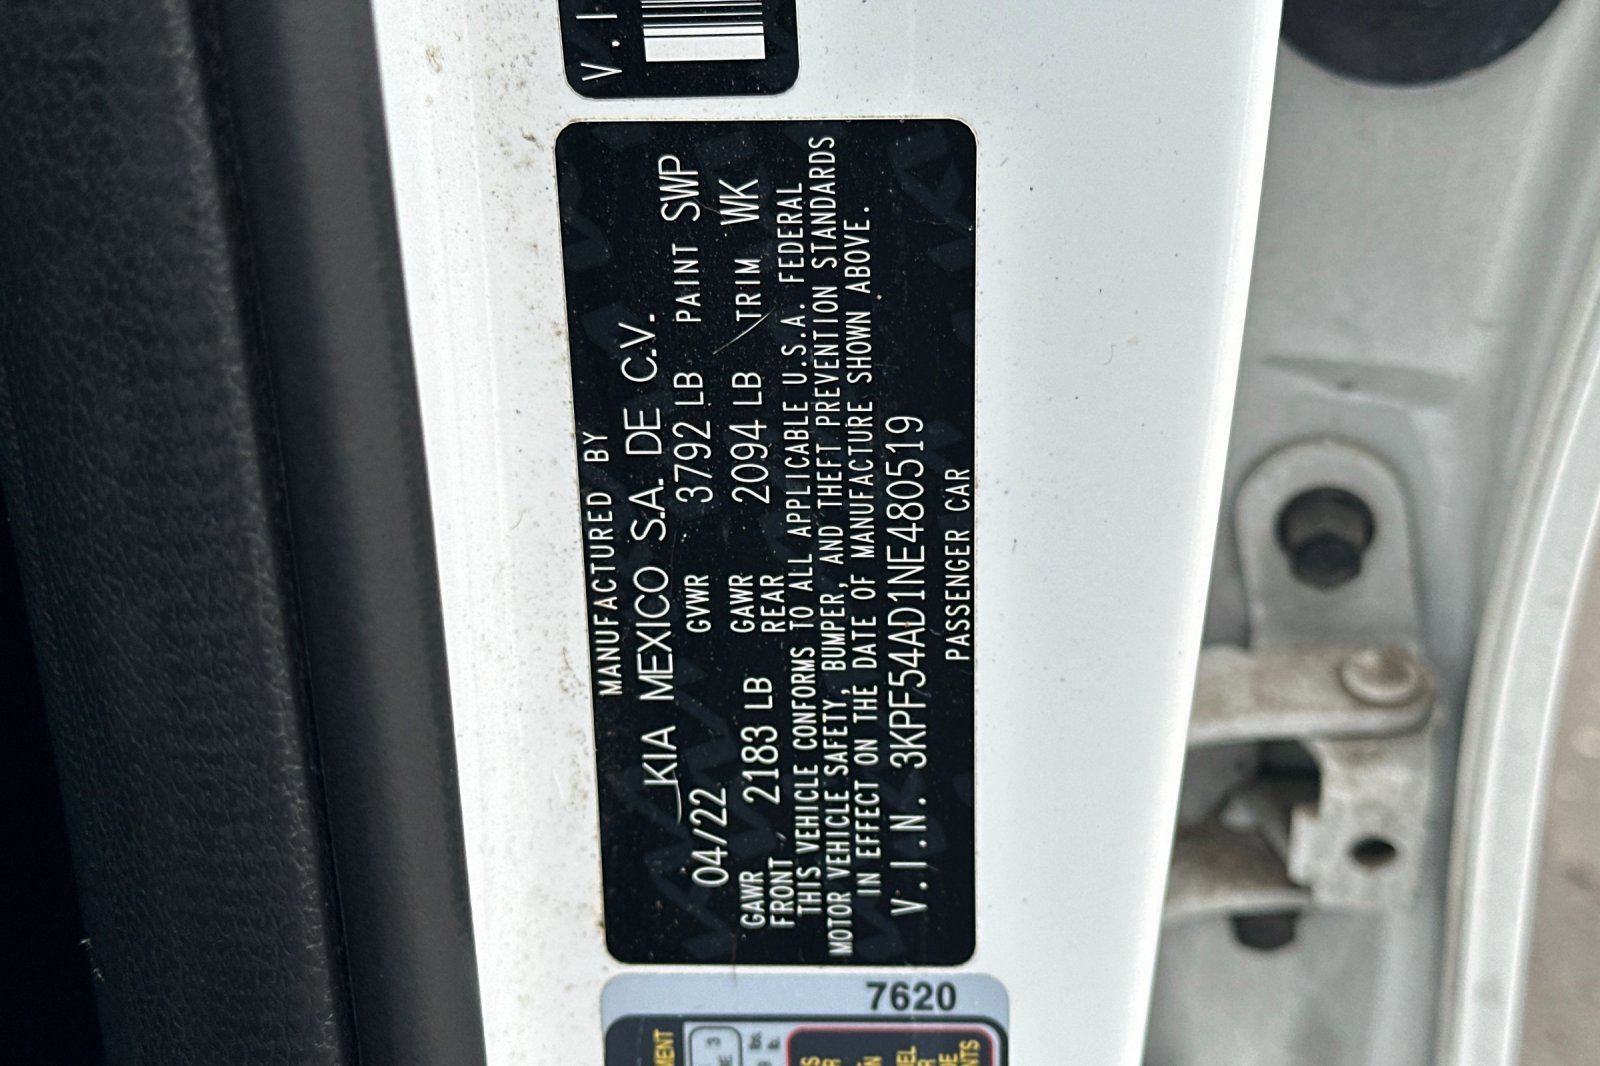 V.I
MANUFACTURED BY
KIA MEXICO S.A. DE C.V.
04/22 GVWR 3792 LB PAINT SWP
GAWR FRONT 2183 LB GAWR REAR 2094 LB TRIM WK
THIS VEHICLE CONFORMS TO ALL APPLICABLE U.S.A. FEDERAL
MOTOR VEHICLE SAFETY, BUMPER, AND THEFT PREVENTION STANDARDS
IN EFFECT ON THE DATE OF MANUFACTURE SHOWN ABOVE.
V.I.N. 3KPF54AD1NE480519
PASSENGER CAR
7620